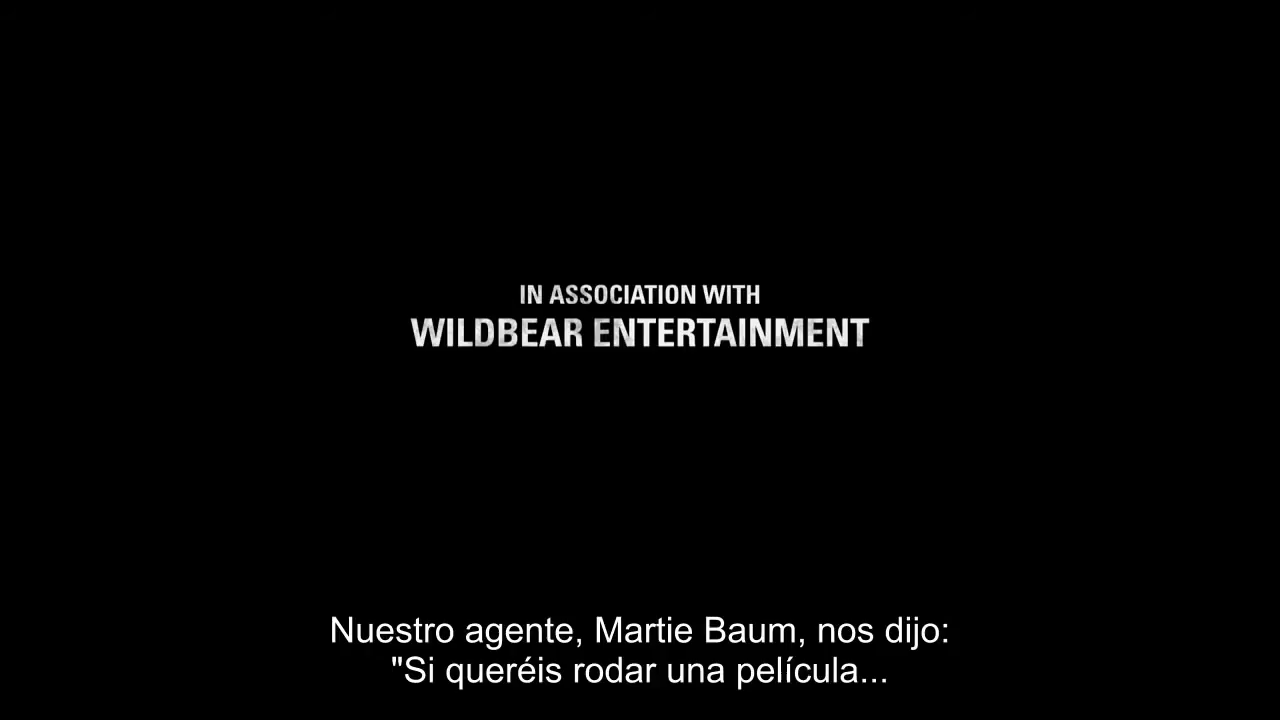 IN ASSOCIATION WITH
WILDBEAR ENTERTAINMENT
Nuestro agente, Martie Baum, nos dijo:
"Si queréis rodar una película...